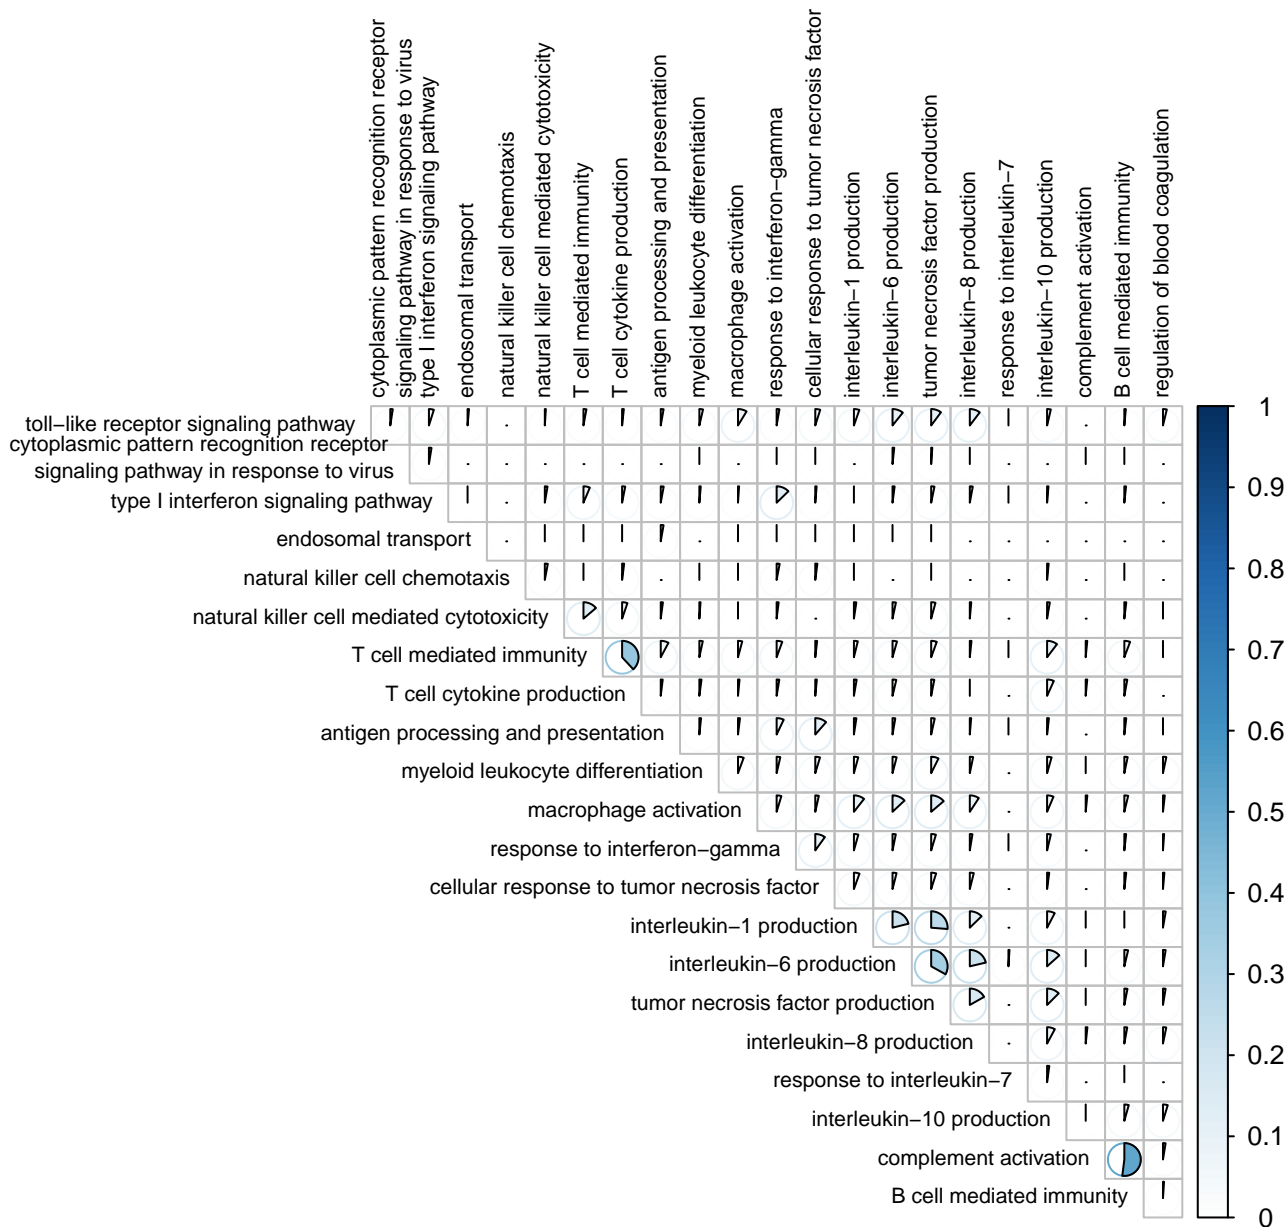 cytoplasmic pattern recognition receptor
signaling pathway in response to virus
type I interferon signaling pathway
endosomal transport
natural killer cell chemotaxis
natural killer cell mediated cytotoxicity
T cell mediated immunity
T cell cytokine production
antigen processing and presentation
myeloid leukocyte differentiation
macrophage activation
response to interferon−gamma
cellular response to tumor necrosis factor
interleukin−1 production
interleukin−6 production
tumor necrosis factor production
interleukin−8 production
response to interleukin−7
interleukin−10 production
complement activation
B cell mediated immunity
regulation of blood coagulation
toll−like receptor signaling pathway
cytoplasmic pattern recognition receptor
signaling pathway in response to virus
type I interferon signaling pathway
endosomal transport
natural killer cell chemotaxis
natural killer cell mediated cytotoxicity
T cell mediated immunity
T cell cytokine production
antigen processing and presentation
myeloid leukocyte differentiation
macrophage activation
response to interferon−gamma
cellular response to tumor necrosis factor
interleukin−1 production
interleukin−6 production
tumor necrosis factor production
interleukin−8 production
response to interleukin−7
interleukin−10 production
complement activation
B cell mediated immunity
1
0.9
0.8
0.7
0.6
0.5
0.4
0.3
0.2
0.1
0